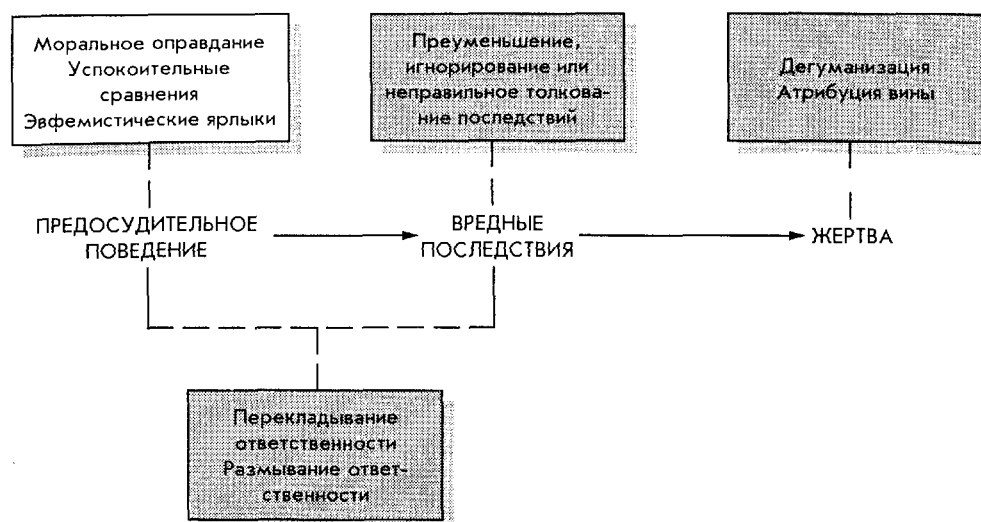 Моральное оправдание
Успокоительные
сравнения
Эвфемистические ярлыки
Преуменьшение,
игнорирование или
неправильное толкова-
ние последствий
Дегуманизация
Атрибуция вины
ПРЕДОСУДИТЕЛЬНОЕ
ПОВЕДЕНИЕ
ВРЕДНЫЕ
ПОСЛЕДСТВИЯ
ЖЕРТВА
Перекладывание
ответственности
Размывание ответ-
ственности